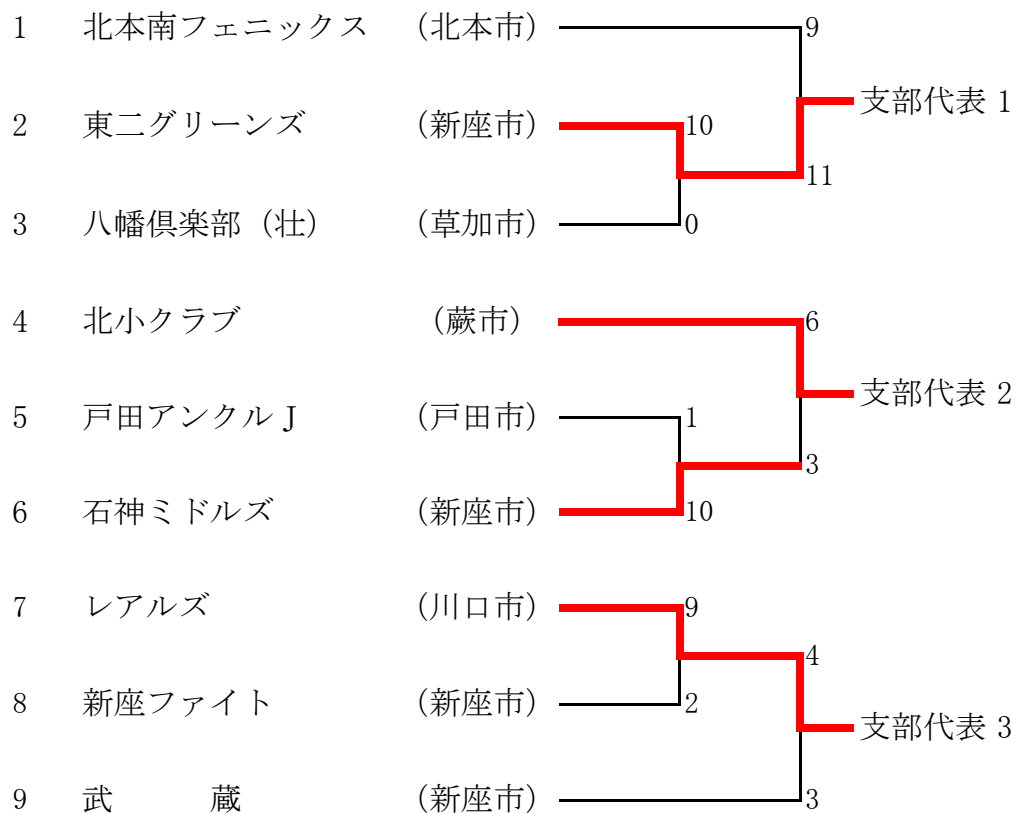 1 北本南フェニックス (北本市) 9
支部代表 1
2 東二グリーンズ (新座市) 10
11
3 八幡倶楽部(壮) (草加市) 0
4 北小クラブ (蕨市) 6
支部代表 2
5 戸田アンクルJ (戸田市) 1
3
6 石神ミドルズ (新座市) 10
7 レアルズ (川口市) 9
4
8 新座ファイト (新座市) 2
支部代表 3
9 武 蔵 (新座市) 3